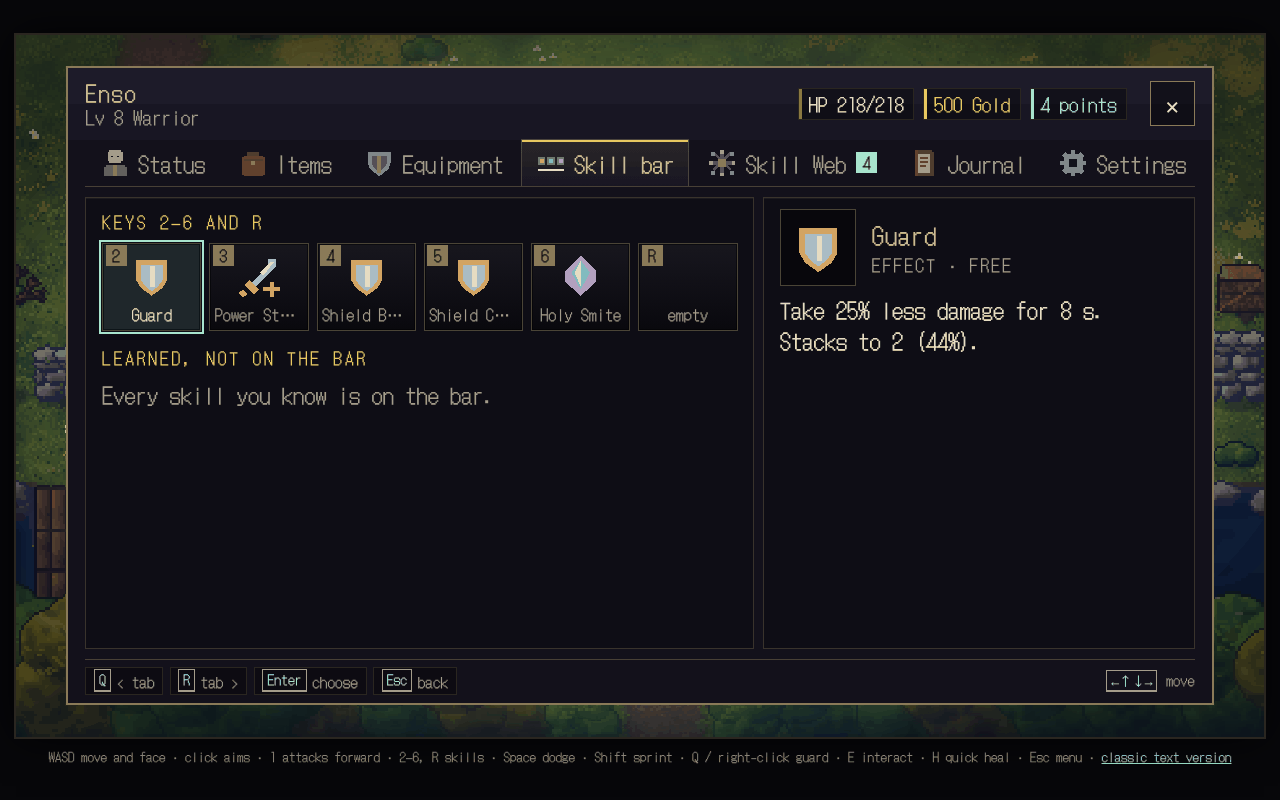 Enso
Lv 8 Warrior
HP 218/218
500 Gold
4 points
×
Status
Items
Equipment
Skill bar
Skill Web 4
Journal
Settings
KEYS 2–6 AND R
2
Guard
3
Power St···
4
Shield B···
5
Shield C···
6
Holy Smite
R
empty
LEARNED, NOT ON THE BAR
Every skill you know is on the bar.
Guard
EFFECT · FREE
Take 25% less damage for 8 s.
Stacks to 2 (44%).
Q < tab
R tab >
Enter choose
Esc back
←↑↓→ move
WASD move and face · click aims · 1 attacks forward · 2–6, R skills · Space dodge · Shift sprint · Q / right-click guard · E interact · H quick heal · Esc menu · classic text version